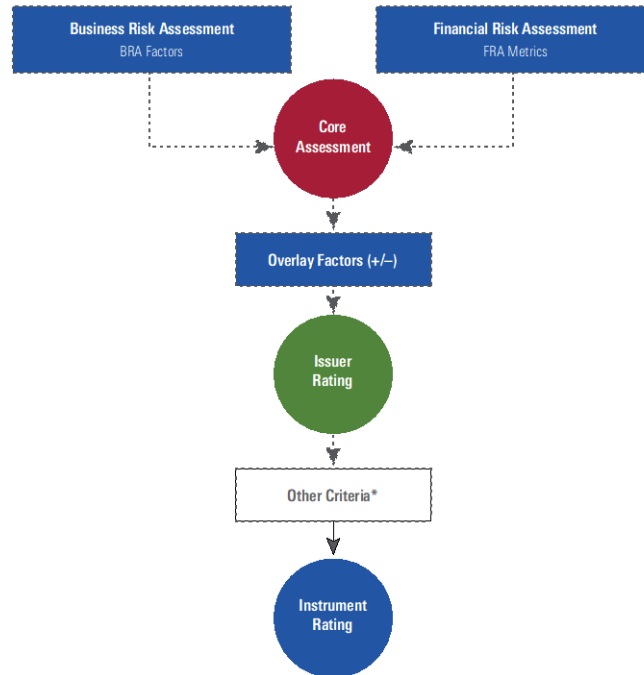 Business Risk Assessment
BRA Factors
Financial Risk Assessment
FRA Metrics
Core
Assessment
Overlay Factors (+/–)
Issuer
Rating
Other Criteria*
Instrument
Rating